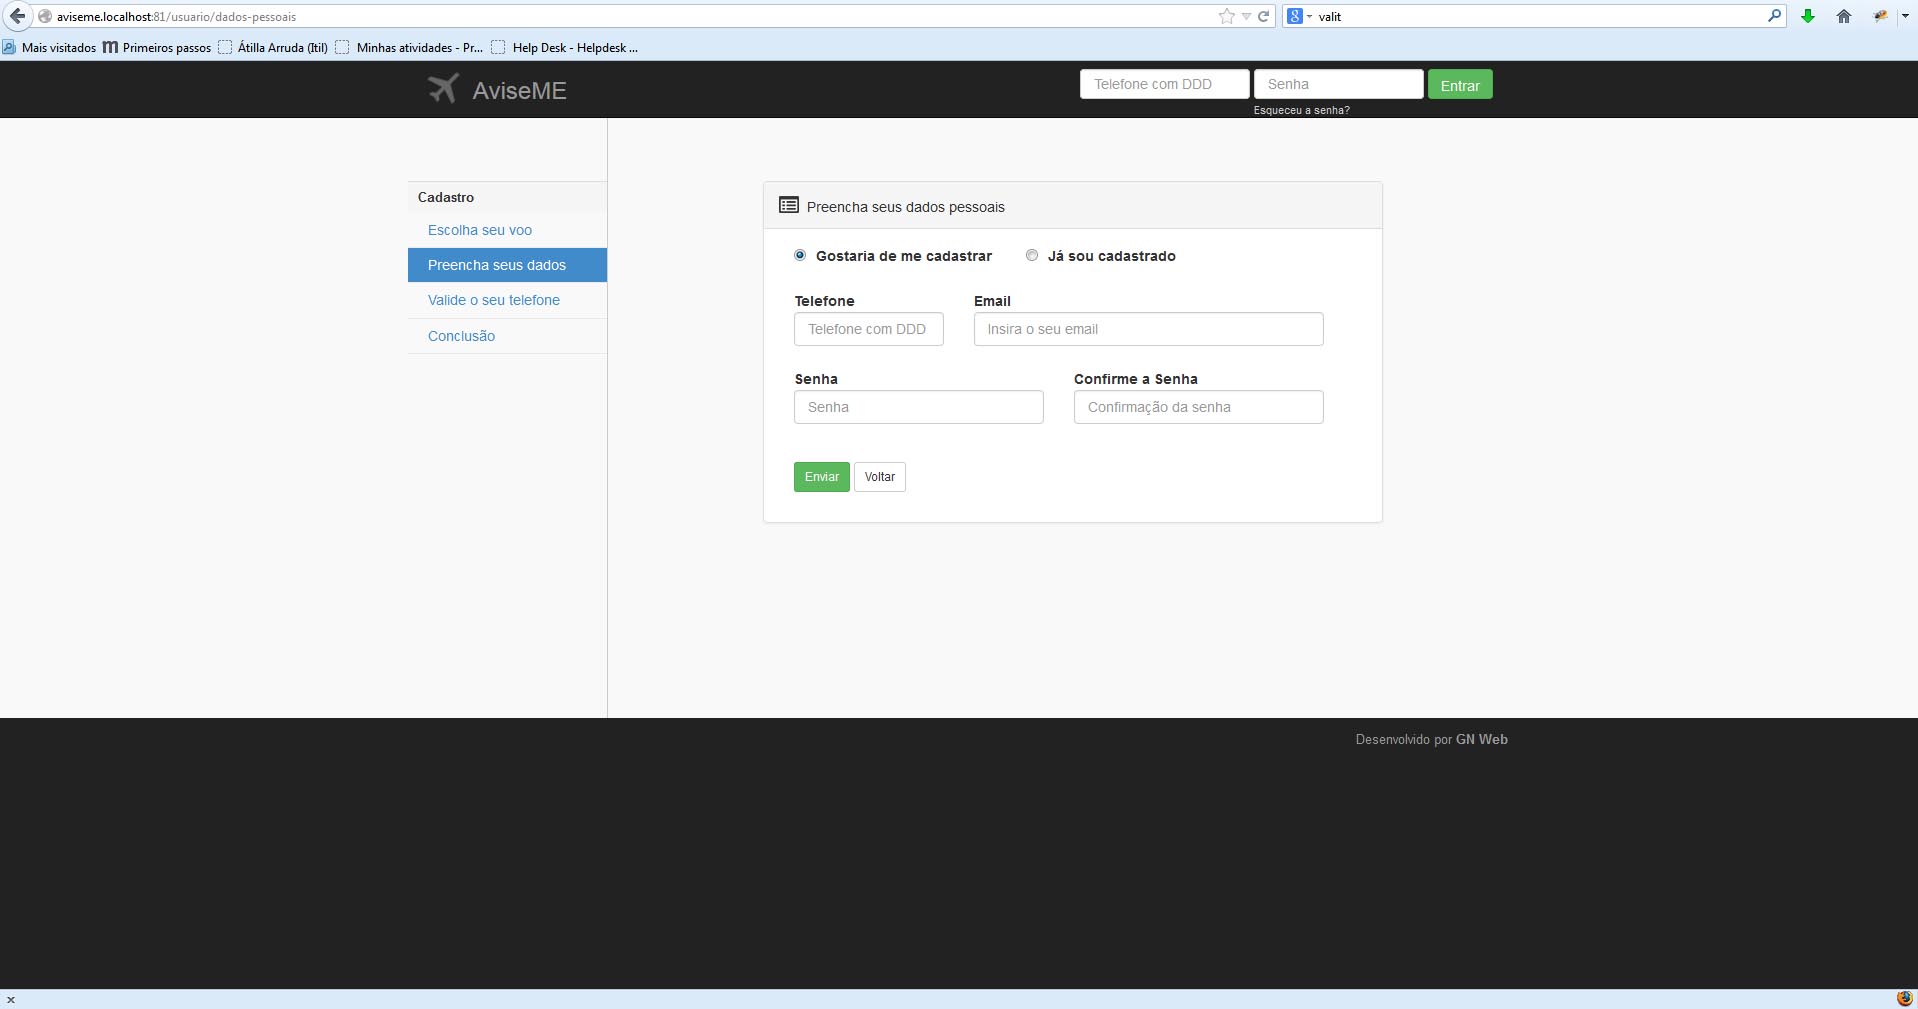 aviseme.localhost:81/usuario/dados-pessoais
8 valit
Mais visitados m Primeiros passos Átilla Arruda (Itil) Minhas atividades - Pr... Help Desk - Helpdesk ...
AviseME
Telefone com DDD Senha Entrar
Esqueceu a senha?
Cadastro
Escolha seu voo
Preencha seus dados
Valide o seu telefone
Conclusão
Preencha seus dados pessoais
Gostaria de me cadastrar Já sou cadastrado
Telefone Email
Telefone com DDD Insira o seu email
Senha Confirme a Senha
Senha Confirmação da senha
Enviar Voltar
Desenvolvido por GN Web
x